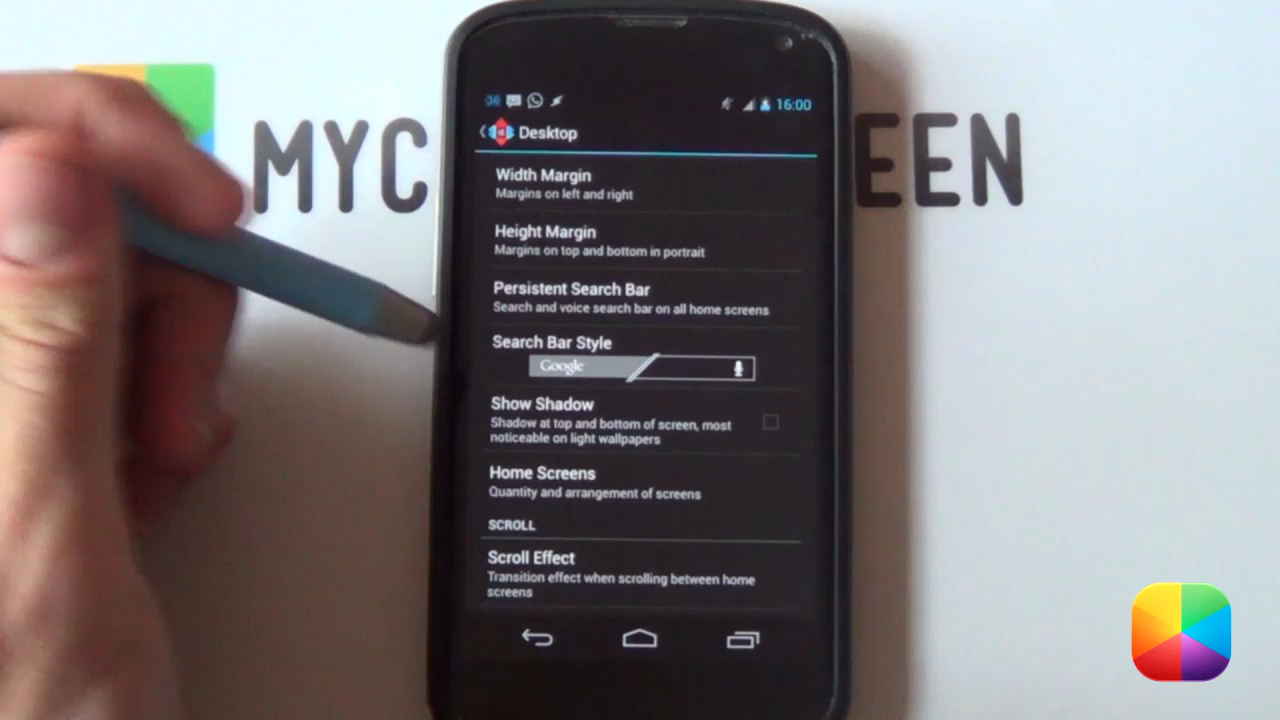 MYC EEN
36 16:00
Desktop
Width Margin
Margins on left and right
Height Margin
Margins on top and bottom in portrait
Persistent Search Bar
Search and voice search bar on all home screens
Search Bar Style
Google
Show Shadow
Shadow at top and bottom of screen, most
noticeable on light wallpapers
Home Screens
Quantity and arrangement of screens
SCROLL
Scroll Effect
Transition effect when scrolling between home
screens